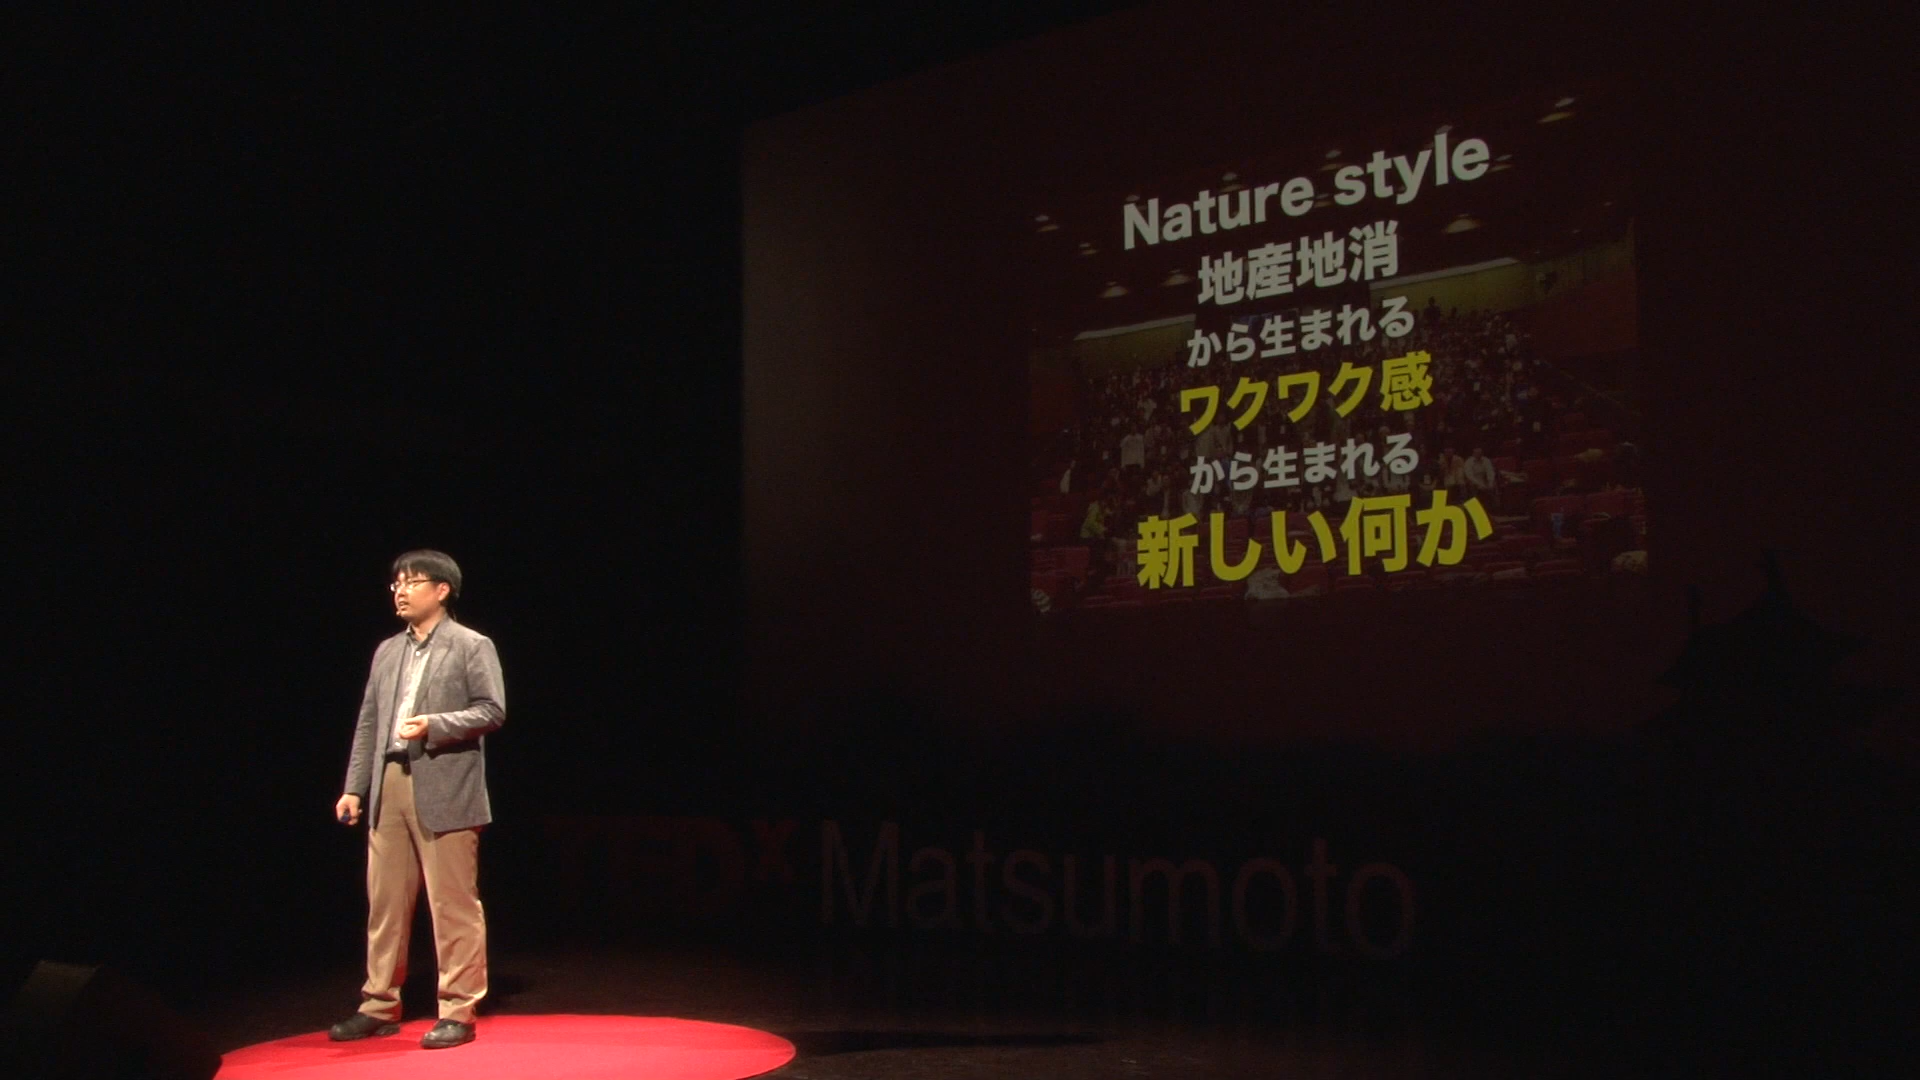 Nature style
地産地消
から生まれる
ワクワク感
から生まれる
新しい何か
TEDx Matsumoto